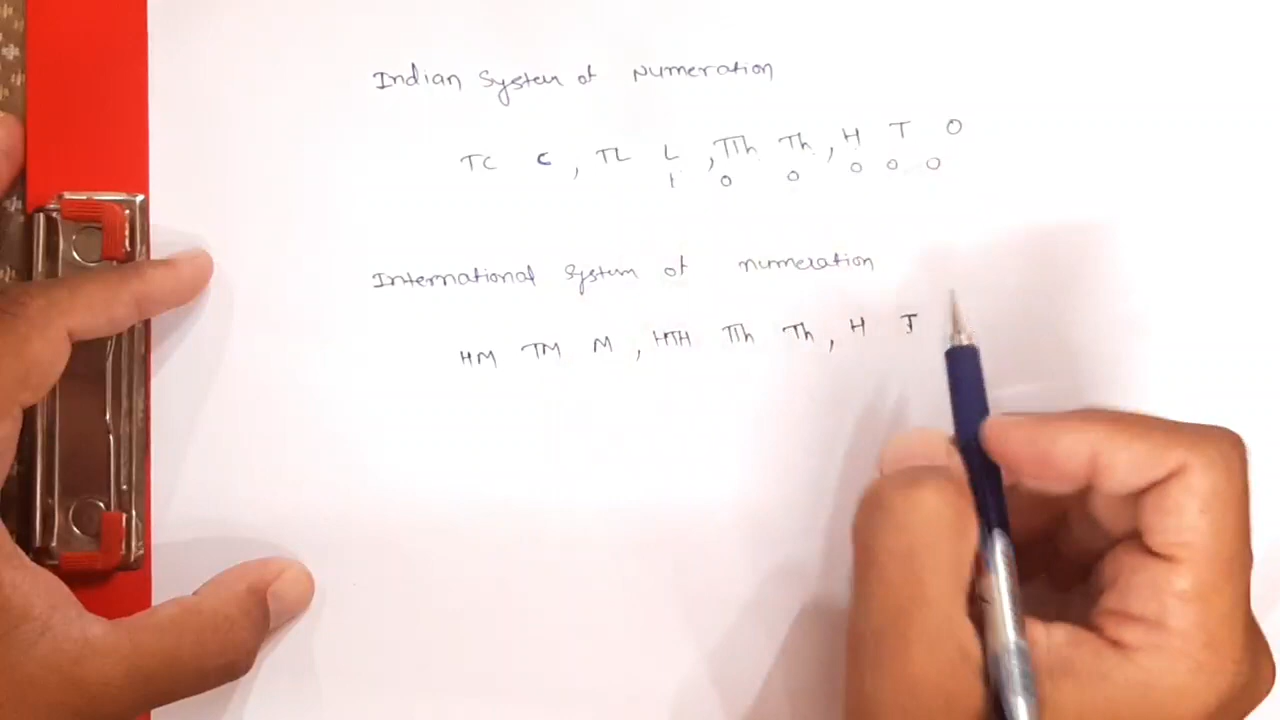 Indian System of Numeration
TC C , TL L , TTh Th , H T O
1 0 0 0 0 0
International System of numeration
HM TM M , HTH TTh Th , H T